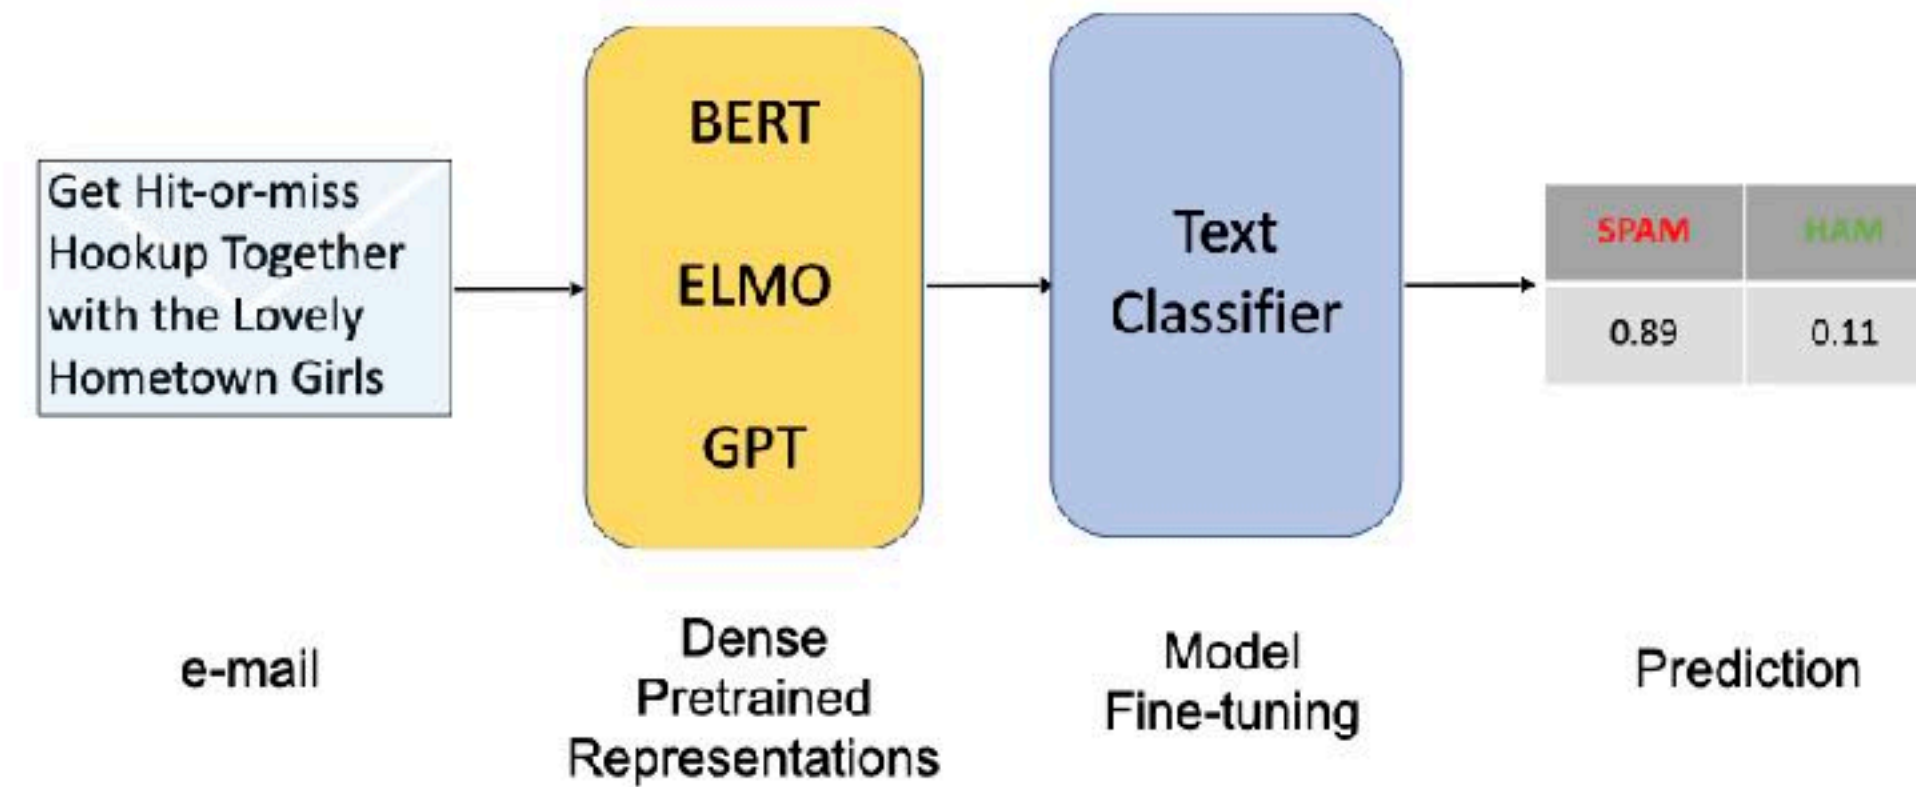 Get Hit-or-miss
Hookup Together
with the Lovely
Hometown Girls
BERT
ELMO
GPT
Text
Classifier
SPAM HAM
0.89 0.11
e-mail
Dense
Pretrained
Representations
Model
Fine-tuning
Prediction